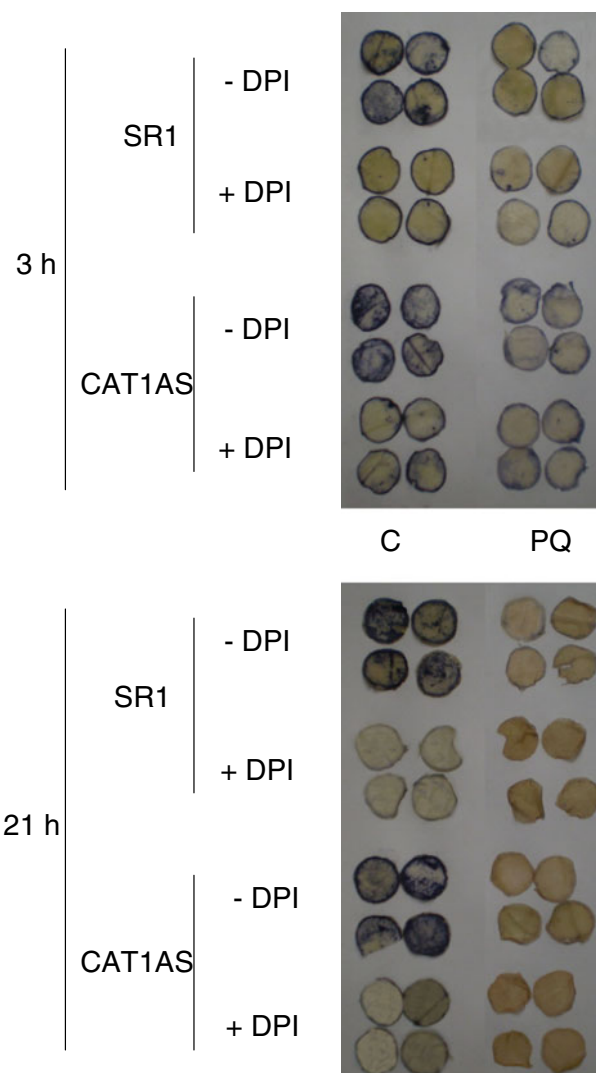 - DPI
SR1
+ DPI
3 h
- DPI
CAT1AS
+ DPI
C PQ
- DPI
SR1
+ DPI
21 h
- DPI
CAT1AS
+ DPI